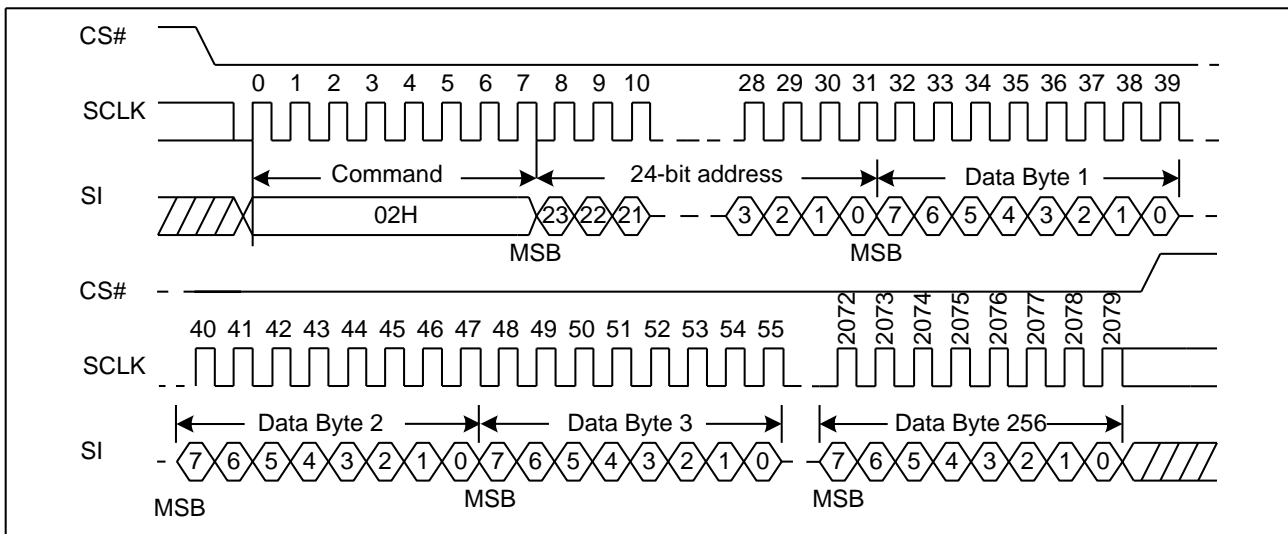 CS#
0 1 2 3 4 5 6 7 8 9 10 28 29 30 31 32 33 34 35 36 37 38 39
SCLK
Command 24-bit address Data Byte 1
SI
02H 23 22 21 3 2 1 0 7 6 5 4 3 2 1 0
MSB MSB
CS#
40 41 42 43 44 45 46 47 48 49 50 51 52 53 54 55 2072 2073 2074 2075 2076 2077 2078 2079
SCLK
Data Byte 2 Data Byte 3 Data Byte 256
SI
7 6 5 4 3 2 1 0 7 6 5 4 3 2 1 0 7 6 5 4 3 2 1 0
MSB MSB MSB